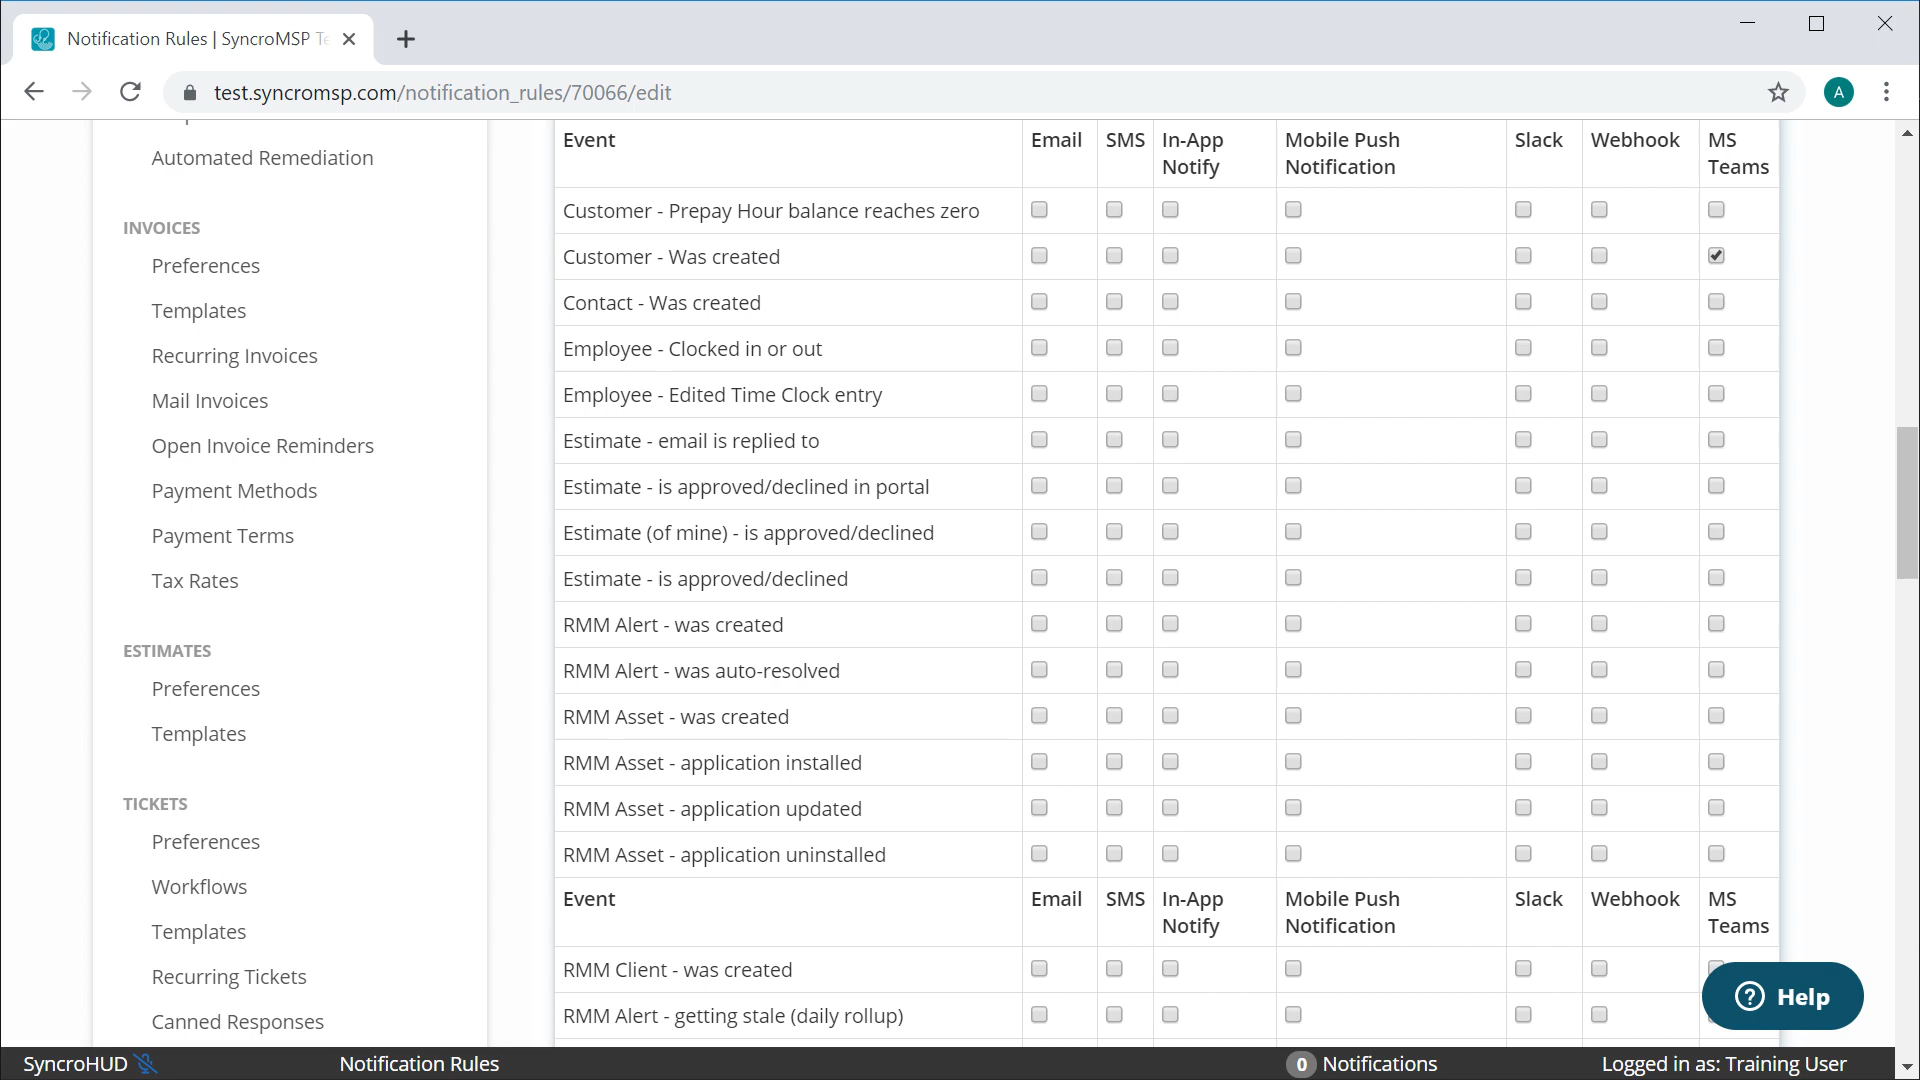 Notification Rules | SyncroMSP Te
test.syncromsp.com/notification_rules/70066/edit
A
Automated Remediation
INVOICES
Preferences
Templates
Recurring Invoices
Mail Invoices
Open Invoice Reminders
Payment Methods
Payment Terms
Tax Rates
ESTIMATES
Preferences
Templates
TICKETS
Preferences
Workflows
Templates
Recurring Tickets
Canned Responses
Event Email SMS In-App Notify Mobile Push Notification Slack Webhook MS Teams
Customer - Prepay Hour balance reaches zero
Customer - Was created
Contact - Was created
Employee - Clocked in or out
Employee - Edited Time Clock entry
Estimate - email is replied to
Estimate - is approved/declined in portal
Estimate (of mine) - is approved/declined
Estimate - is approved/declined
RMM Alert - was created
RMM Alert - was auto-resolved
RMM Asset - was created
RMM Asset - application installed
RMM Asset - application updated
RMM Asset - application uninstalled
Event Email SMS In-App Notify Mobile Push Notification Slack Webhook MS Teams
RMM Client - was created
RMM Alert - getting stale (daily rollup)
? Help
SyncroHUD Notification Rules 0 Notifications Logged in as: Training User